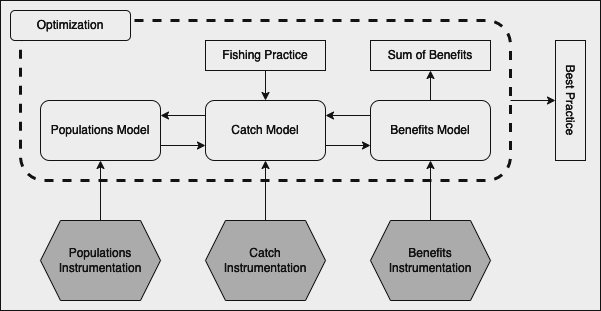 Optimization
Fishing Practice
Sum of Benefits
Populations Model
Catch Model
Benefits Model
Best Practice
Populations
Instrumentation
Catch
Instrumentation
Benefits
Instrumentation